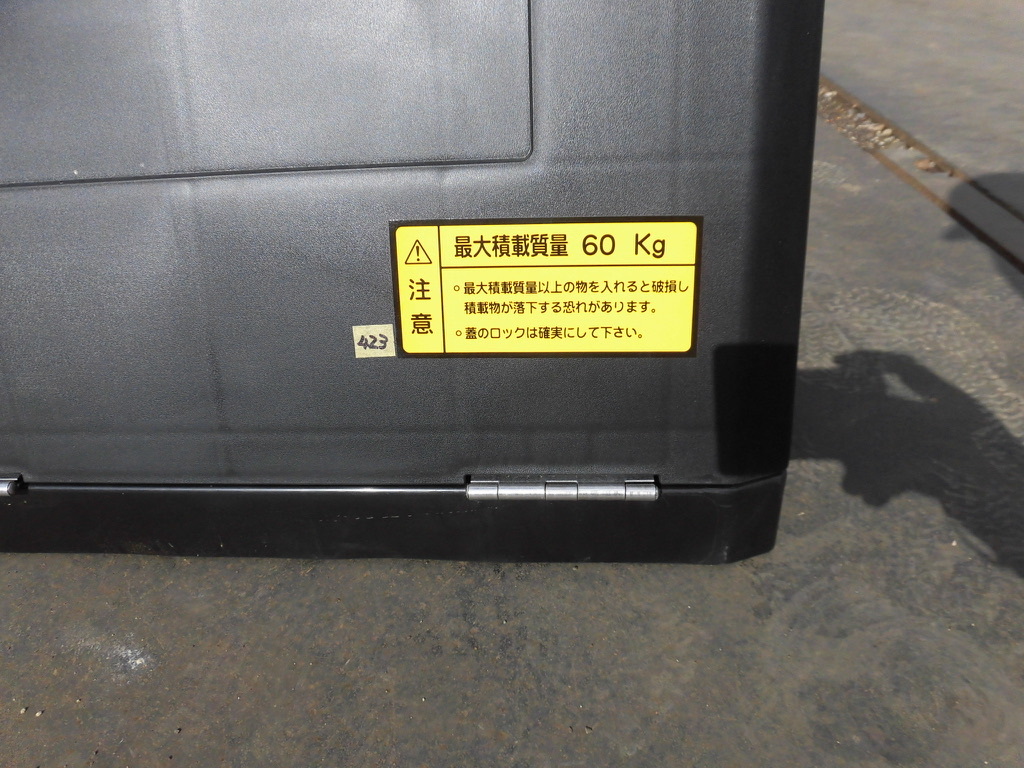 注意
最大積載質量 60 Kg
○最大積載質量以上の物を入れると破損し
積載物が落下する恐れがあります。
○蓋のロックは確実にして下さい。
423